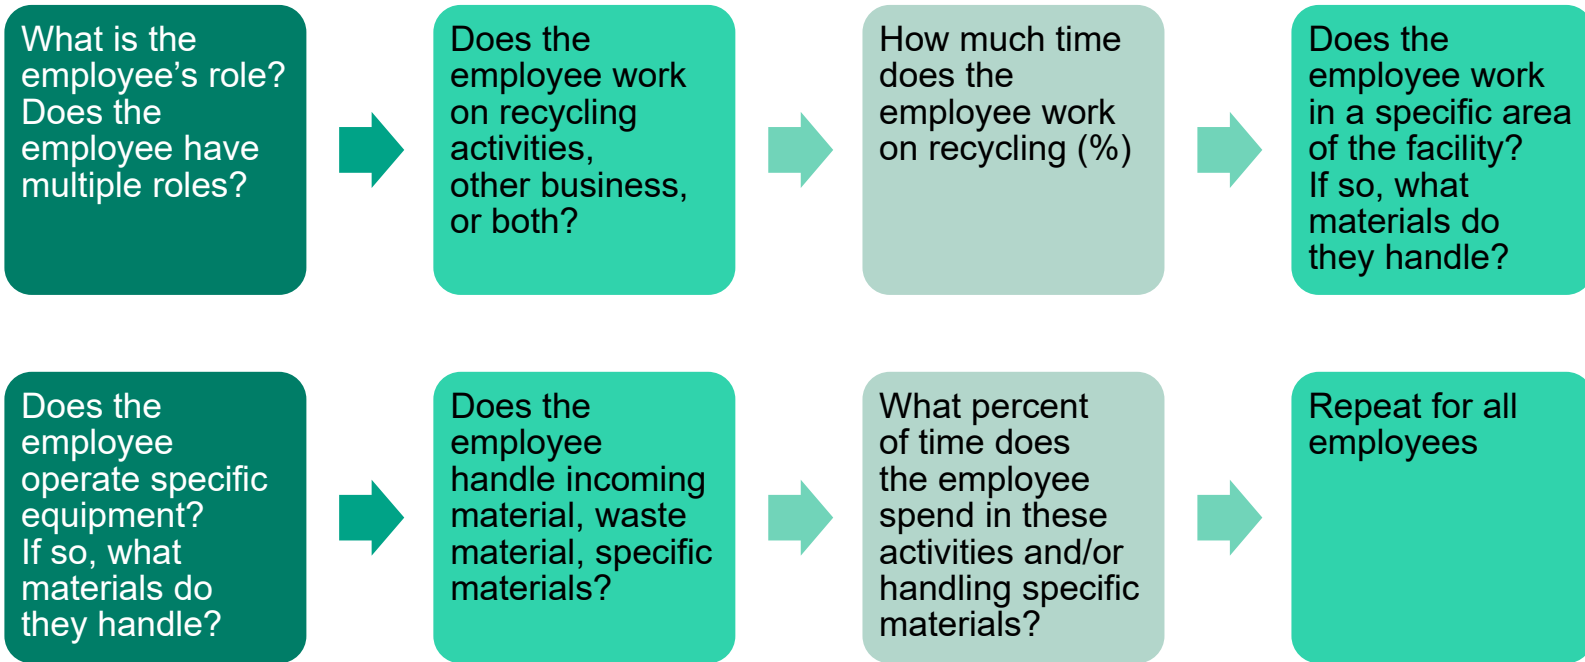 What is the
employee’s role?
Does the
employee have
multiple roles?
Does the
employee work
on recycling
activities,
other business,
or both?
How much time
does the
employee work
on recycling (%)
Does the
employee work
in a specific area
of the facility?
If so, what
materials do
they handle?
Does the
employee
operate specific
equipment?
If so, what
materials do
they handle?
Does the
employee
handle incoming
material, waste
material, specific
materials?
What percent
of time does
the employee
spend in these
activities and/or
handling specific
materials?
Repeat for all
employees